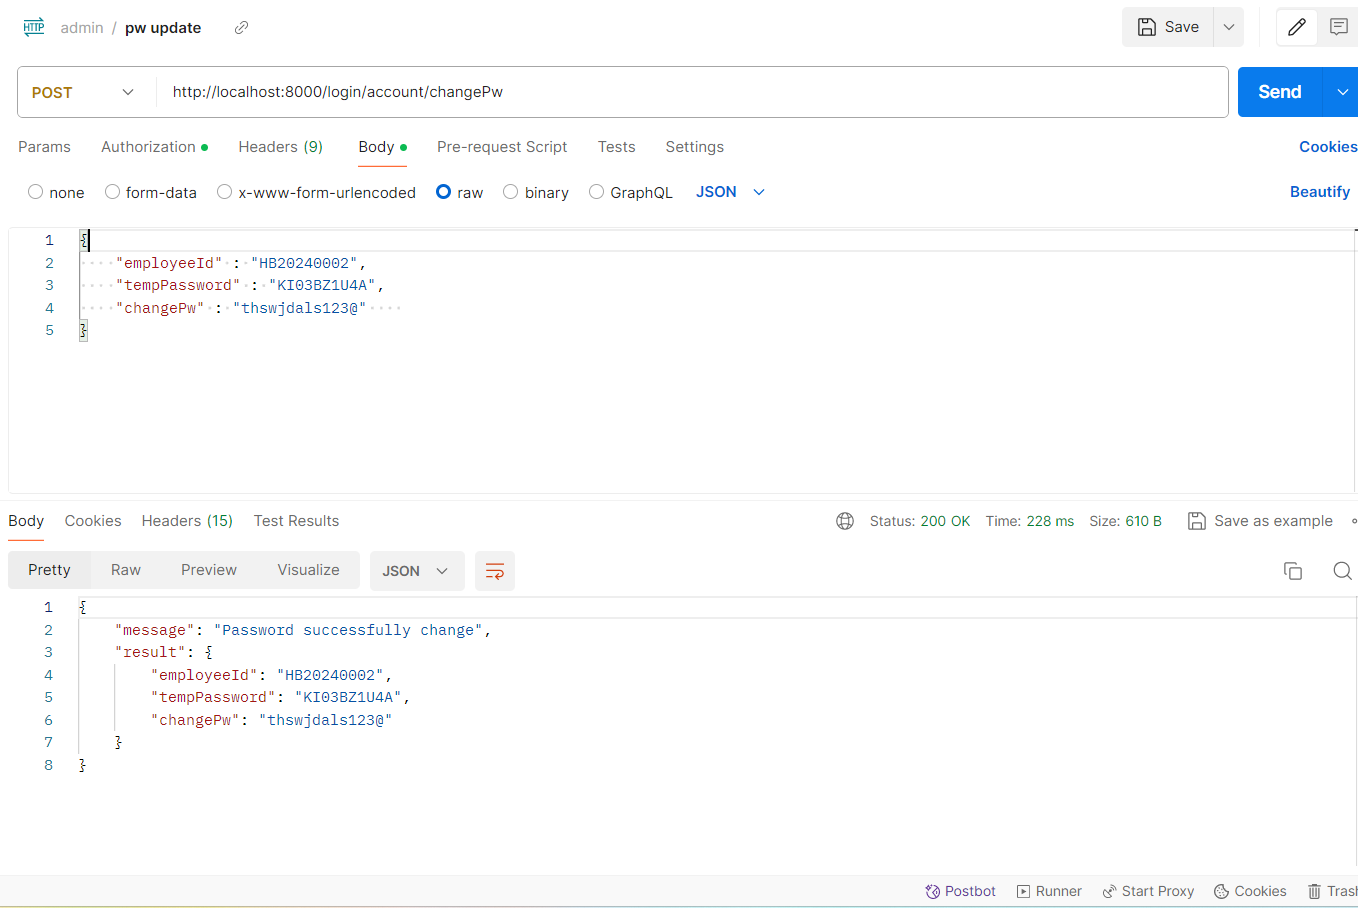 HTTP admin / pw update Save
POST http://localhost:8000/login/account/changePw Send
Params Authorization Headers (9) Body Pre-request Script Tests Settings Cookies
none form-data x-www-form-urlencoded raw binary GraphQL JSON Beautify
1 {
2 "employeeId" : "HB20240002",
3 "tempPassword" : "KI03BZ1U4A",
4 "changePw" : "thswjdals123@"
5 }
Body Cookies Headers (15) Test Results Status: 200 OK Time: 228 ms Size: 610 B Save as example
Pretty Raw Preview Visualize JSON
1 {
2 "message": "Password successfully change",
3 "result": {
4 "employeeId": "HB20240002",
5 "tempPassword": "KI03BZ1U4A",
6 "changePw": "thswjdals123@"
7 }
8 }
Postbot Runner Start Proxy Cookies Trash